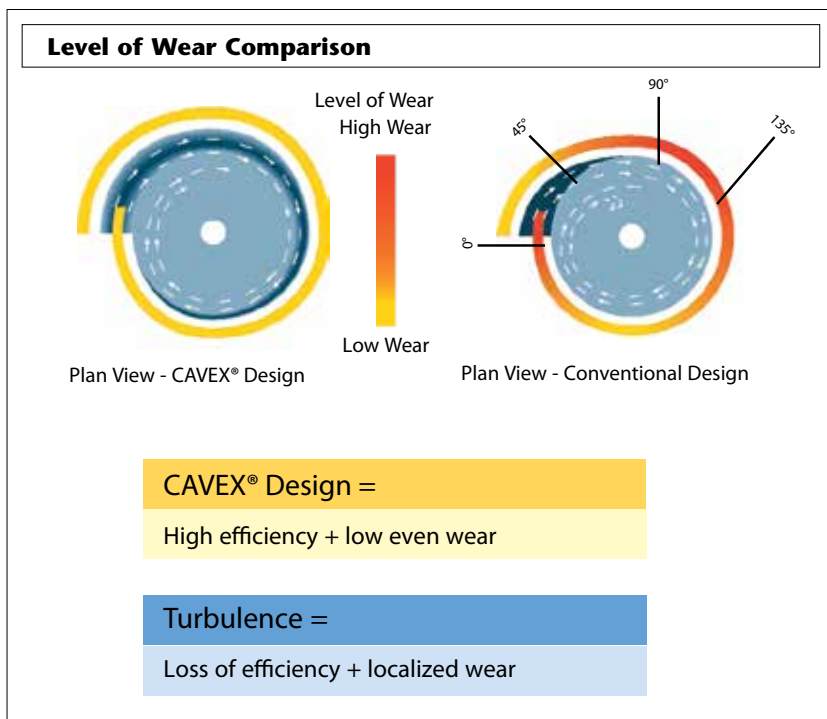 Level of Wear Comparison
Level of Wear
High Wear
Low Wear
Plan View - CAVEX® Design
0°
45°
90°
135°
Plan View - Conventional Design
CAVEX® Design =
High efficiency + low even wear
Turbulence =
Loss of efficiency + localized wear